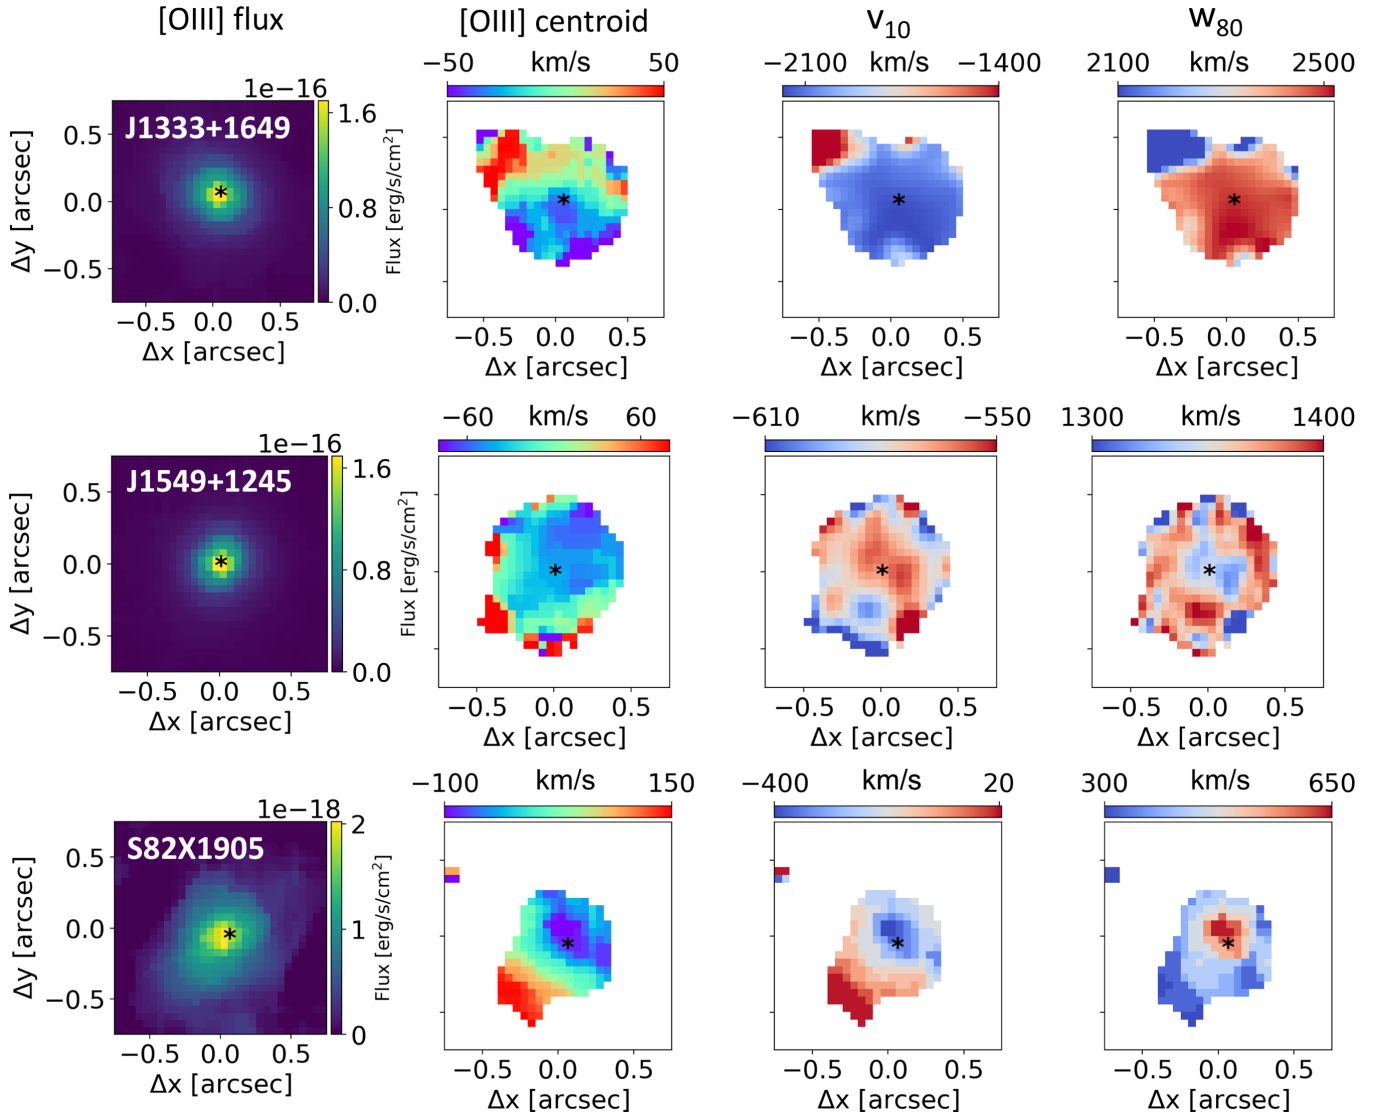 [OIII] flux [OIII] centroid v10 w80
−50 km/s 50 −2100 km/s −1400 2100 km/s 2500
1e−16
J1333+1649
1.6
0.8
0.0
Flux [erg/s/cm2]
0.5
0.0
−0.5
Δy [arcsec]
−0.5 0.0 0.5 −0.5 0.0 0.5 −0.5 0.0 0.5 −0.5 0.0 0.5
Δx [arcsec] Δx [arcsec] Δx [arcsec] Δx [arcsec]
−60 km/s 60 −610 km/s −550 1300 km/s 1400
1e−16
J1549+1245
1.6
0.8
0.0
Flux [erg/s/cm2]
0.5
0.0
−0.5
Δy [arcsec]
−0.5 0.0 0.5 −0.5 0.0 0.5 −0.5 0.0 0.5 −0.5 0.0 0.5
Δx [arcsec] Δx [arcsec] Δx [arcsec] Δx [arcsec]
−100 km/s 150 −400 km/s 20 300 km/s 650
1e−18
S82X1905
2
1
0
Flux [erg/s/cm2]
0.5
0.0
−0.5
Δy [arcsec]
−0.5 0.0 0.5 −0.5 0.0 0.5 −0.5 0.0 0.5 −0.5 0.0 0.5
Δx [arcsec] Δx [arcsec] Δx [arcsec] Δx [arcsec]